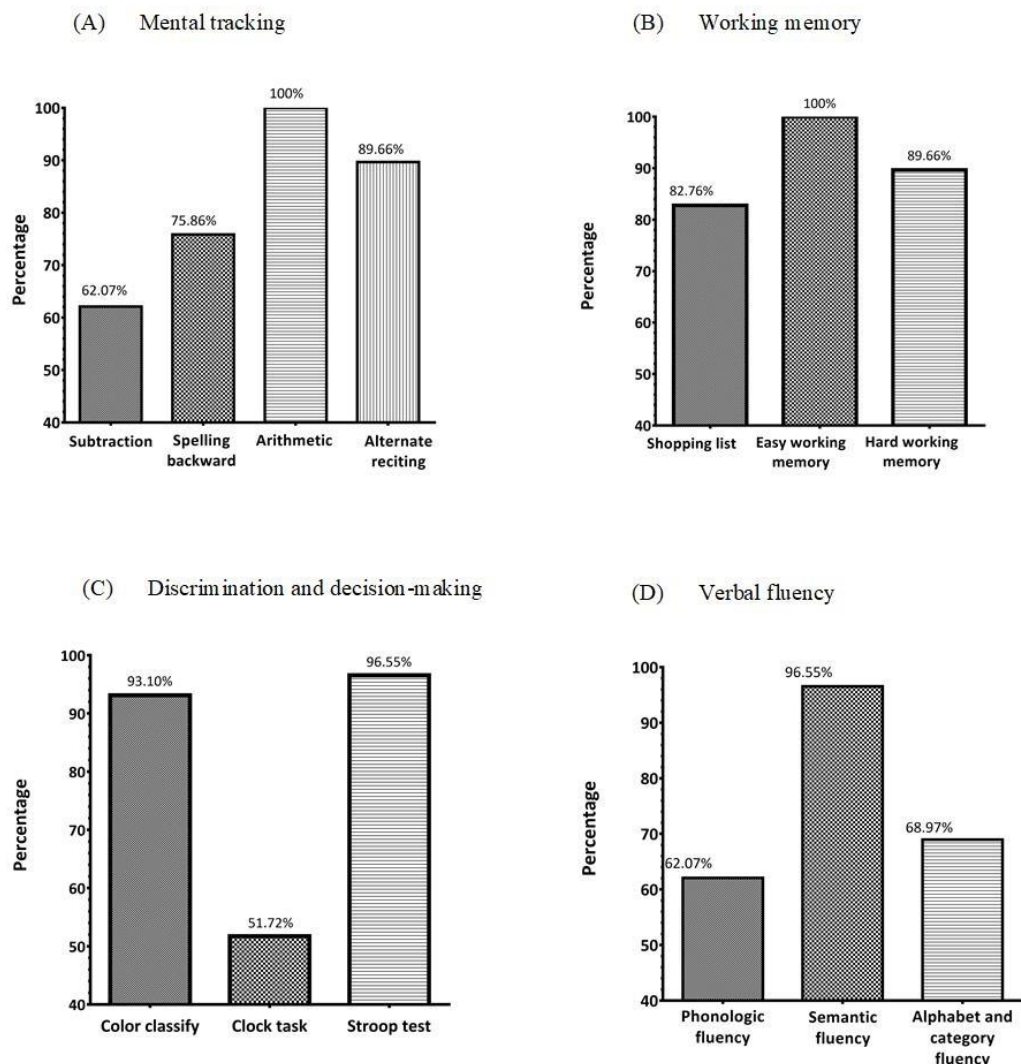 (A) Mental tracking
Percentage
100
90
80
70
60
50
40
62.07%
75.86%
100%
89.66%
Subtraction
Spelling
backward
Arithmetic
Alternate
reciting
(B) Working memory
Percentage
100
90
80
70
60
50
40
82.76%
100%
89.66%
Shopping list
Easy working
memory
Hard working
memory
(C) Discrimination and decision-making
Percentage
100
90
80
70
60
50
40
93.10%
51.72%
96.55%
Color classify
Clock task
Stroop test
(D) Verbal fluency
Percentage
100
90
80
70
60
50
40
62.07%
96.55%
68.97%
Phonologic
fluency
Semantic
fluency
Alphabet and
category
fluency